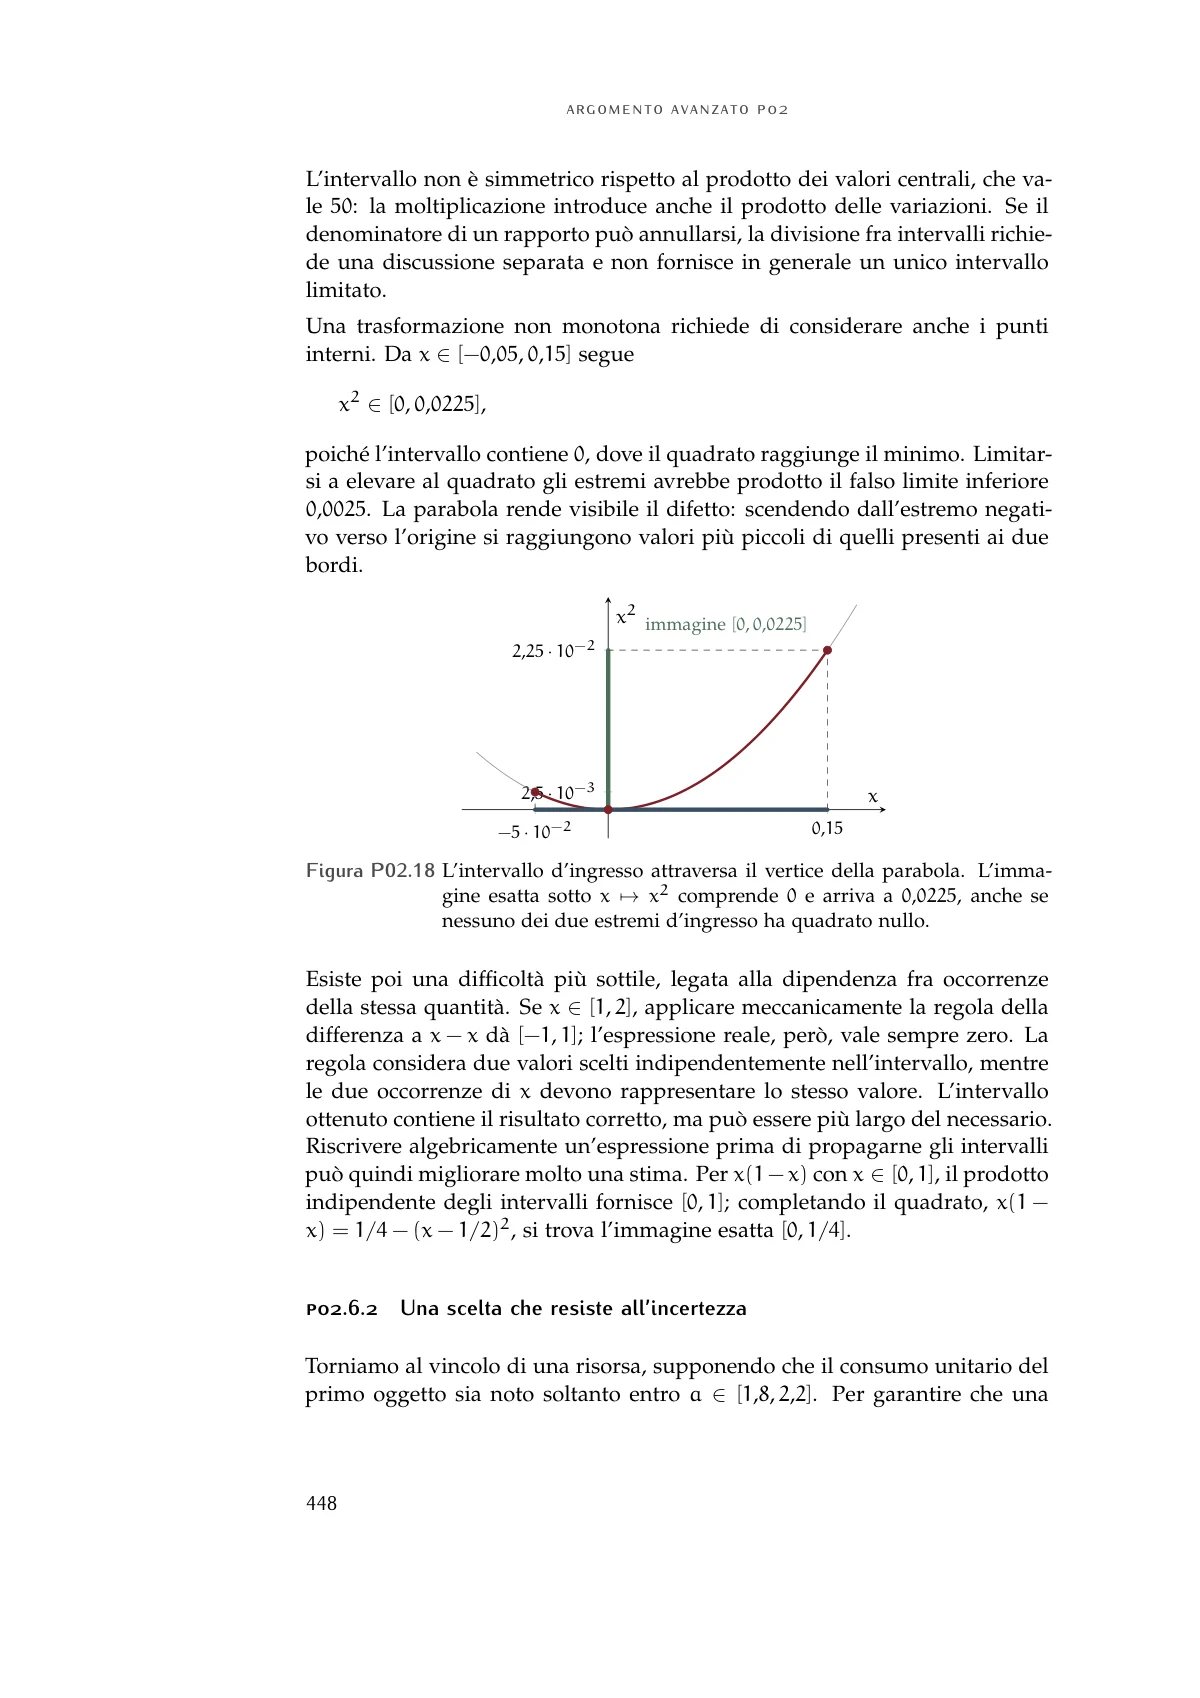 ARGOMENTO AVANZATO P02
L'intervallo non è simmetrico rispetto al prodotto dei valori centrali, che va-
le 50: la moltiplicazione introduce anche il prodotto delle variazioni. Se il
denominatore di un rapporto può annullarsi, la divisione fra intervalli richie-
de una discussione separata e non fornisce in generale un unico intervallo
limitato.
Una trasformazione non monotona richiede di considerare anche i punti
interni. Da x ∈ [−0,05, 0,15] segue
x² ∈ [0, 0,0225],
poiché l'intervallo contiene 0, dove il quadrato raggiunge il minimo. Limitar-
si a elevare al quadrato gli estremi avrebbe prodotto il falso limite inferiore
0,0025. La parabola rende visibile il difetto: scendendo dall'estremo negati-
vo verso l'origine si raggiungono valori più piccoli di quelli presenti ai due
bordi.
x²
immagine [0, 0,0225]
2,25 · 10⁻²
2,5 · 10⁻³
x
−5 · 10⁻²
0,15
Figura P02.18 L'intervallo d'ingresso attraversa il vertice della parabola. L'imma-
gine esatta sotto x ↦ x² comprende 0 e arriva a 0,0225, anche se
nessuno dei due estremi d'ingresso ha quadrato nullo.
Esiste poi una difficoltà più sottile, legata alla dipendenza fra occorrenze
della stessa quantità. Se x ∈ [1, 2], applicare meccanicamente la regola della
differenza a x − x dà [−1, 1]; l'espressione reale, però, vale sempre zero. La
regola considera due valori scelti indipendentemente nell'intervallo, mentre
le due occorrenze di x devono rappresentare lo stesso valore. L'intervallo
ottenuto contiene il risultato corretto, ma può essere più largo del necessario.
Riscrivere algebricamente un'espressione prima di propagarne gli intervalli
può quindi migliorare molto una stima. Per x(1 − x) con x ∈ [0, 1], il prodotto
indipendente degli intervalli fornisce [0, 1]; completando il quadrato, x(1 −
x) = 1/4 − (x − 1/2)², si trova l'immagine esatta [0, 1/4].
P02.6.2 Una scelta che resiste all'incertezza
Torniamo al vincolo di una risorsa, supponendo che il consumo unitario del
primo oggetto sia noto soltanto entro a ∈ [1,8, 2,2]. Per garantire che una
448